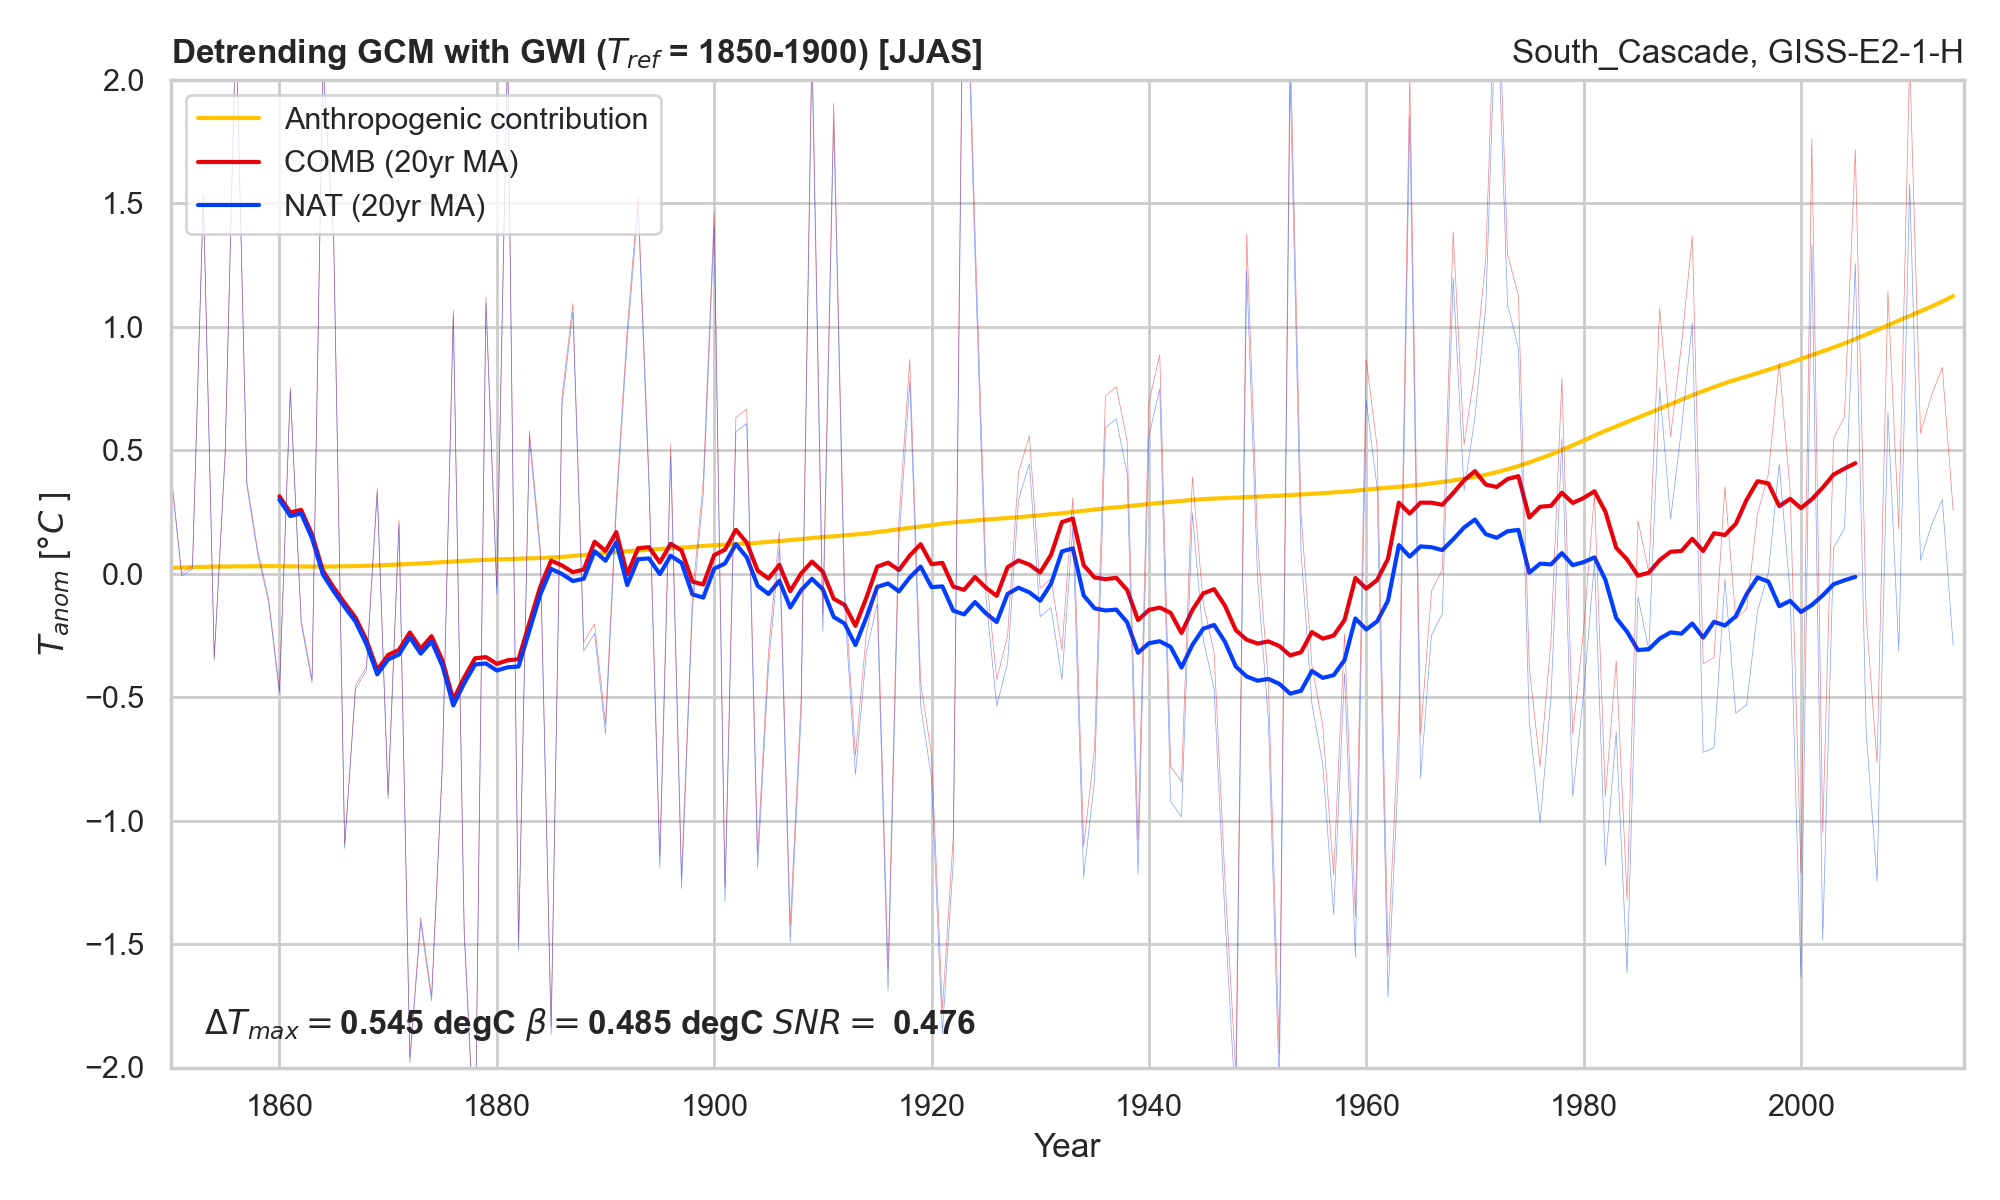 Detrending GCM with GWI (T_ref = 1850-1900) [JJAS]
South_Cascade, GISS-E2-1-H
2.0
1.5
1.0
0.5
0.0
−0.5
−1.0
−1.5
−2.0
T_anom [°C]
Anthropogenic contribution
COMB (20yr MA)
NAT (20yr MA)
ΔT_max = 0.545 degC β = 0.485 degC SNR = 0.476
1860 1880 1900 1920 1940 1960 1980 2000
Year